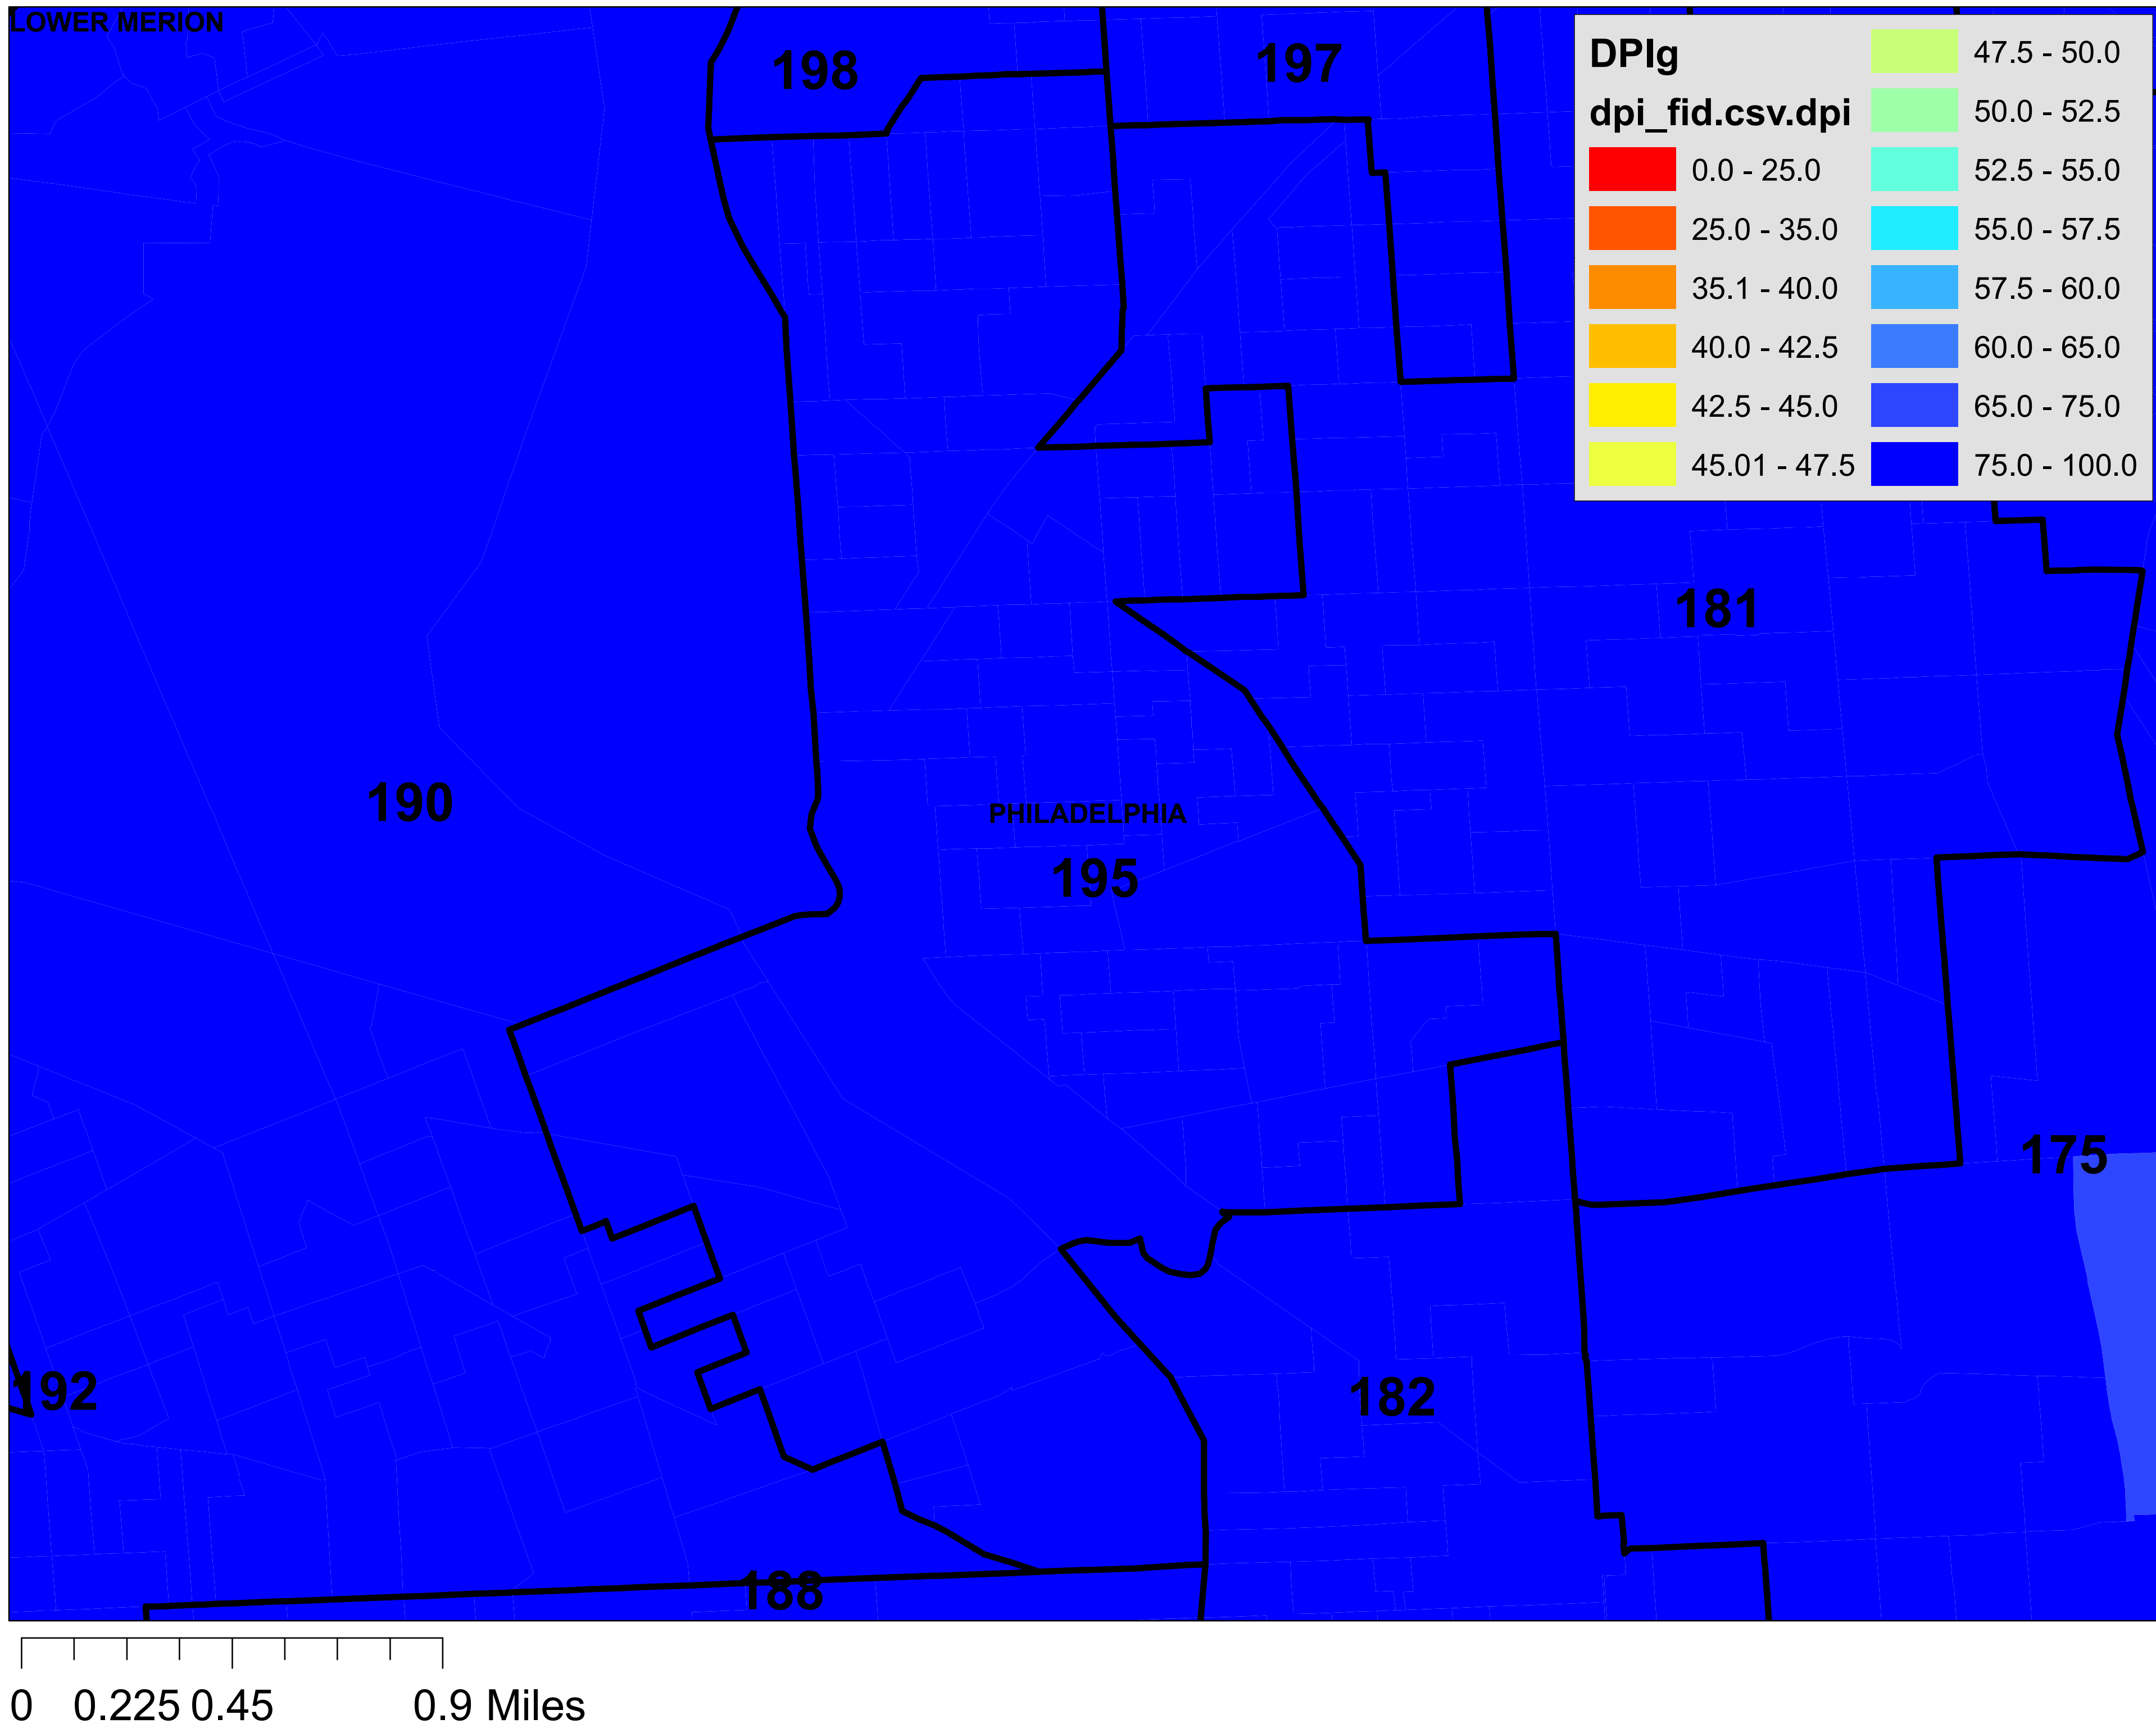 LOWER MERION
198
197
DPIg
dpi_fid.csv.dpi
0.0 - 25.0
25.0 - 35.0
35.1 - 40.0
40.0 - 42.5
42.5 - 45.0
45.01 - 47.5
47.5 - 50.0
50.0 - 52.5
52.5 - 55.0
55.0 - 57.5
57.5 - 60.0
60.0 - 65.0
65.0 - 75.0
75.0 - 100.0
181
190
PHILADELPHIA
195
175
192
182
188
0 0.225 0.45 0.9 Miles